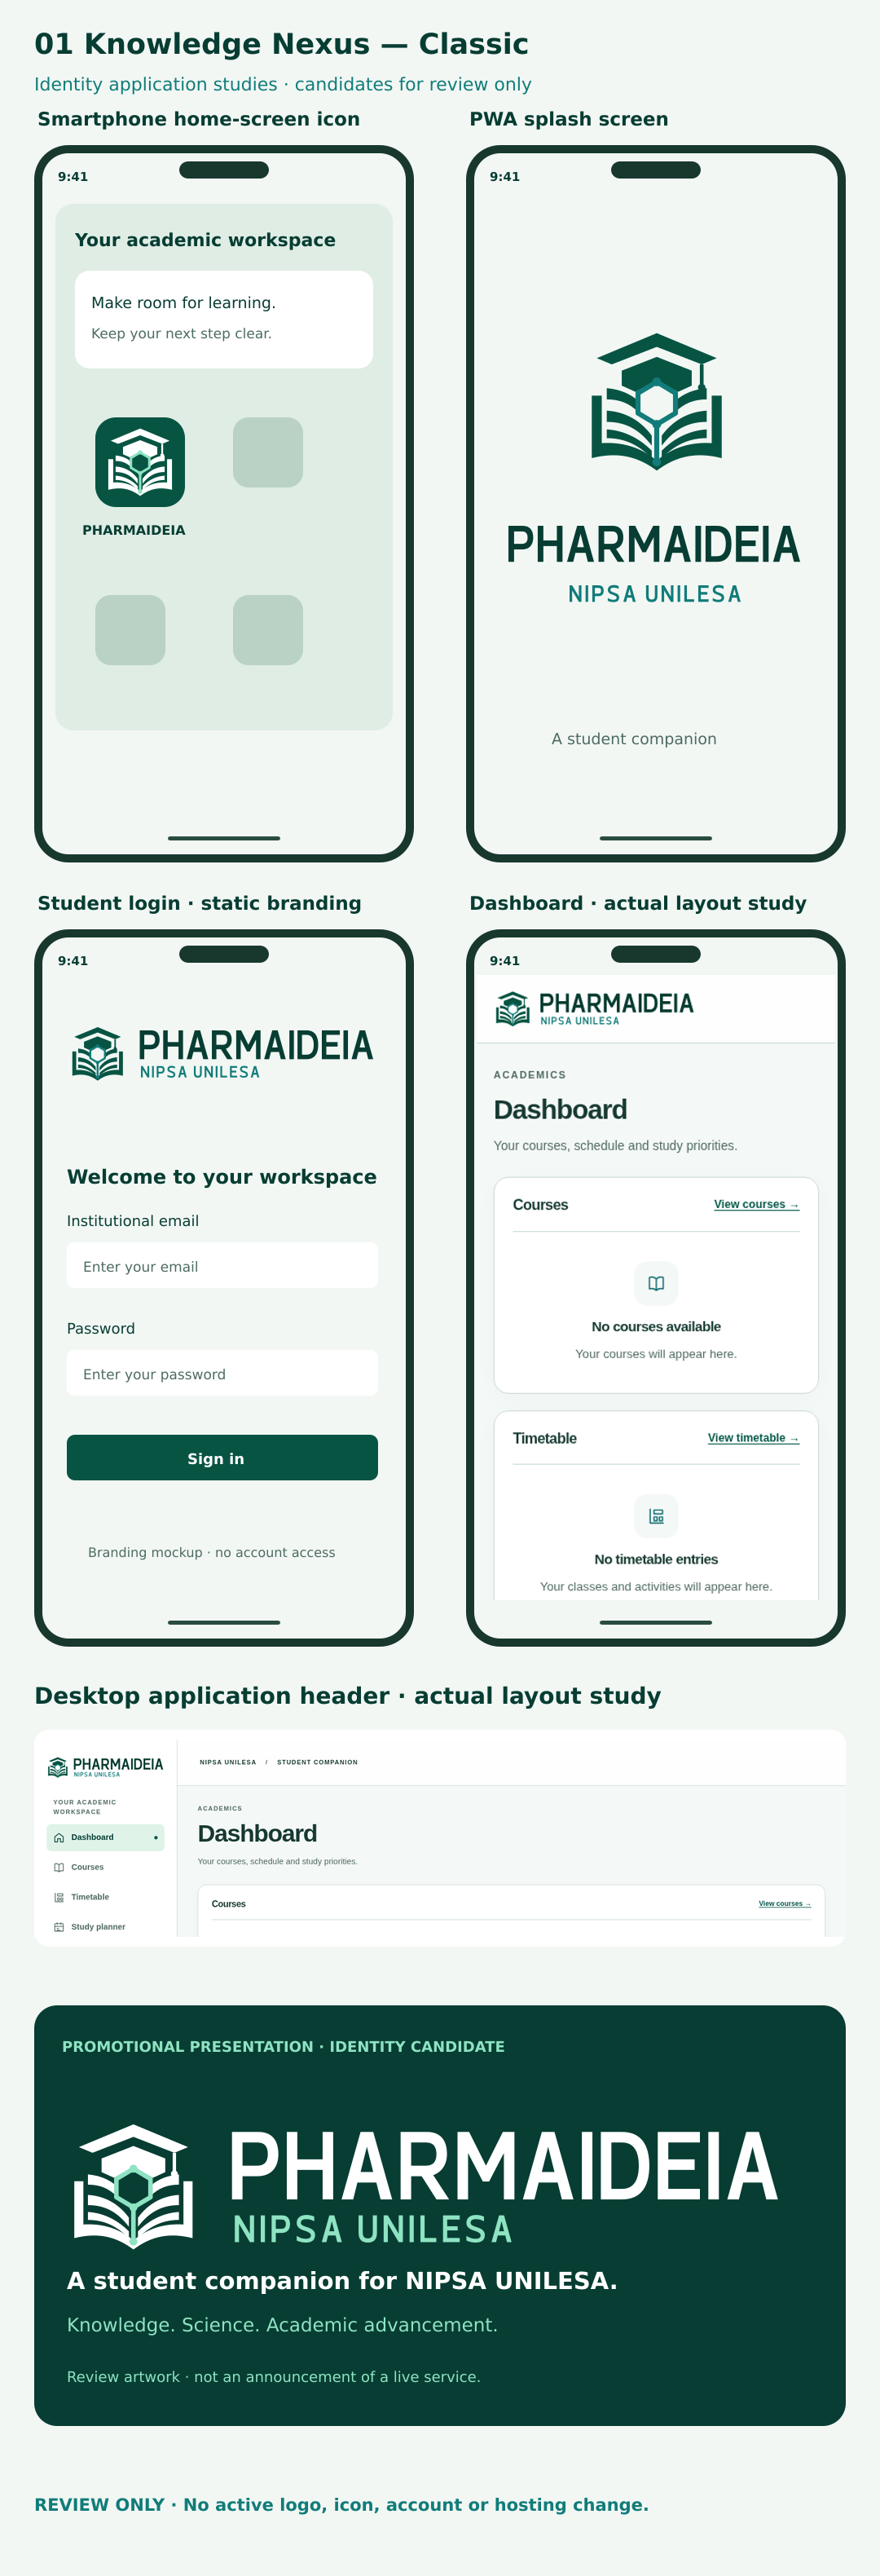 01 Knowledge Nexus — Classic
Identity application studies · candidates for review only
Smartphone home-screen icon
9:41
Your academic workspace
Make room for learning.
Keep your next step clear.
PHARMAIDEIA
PWA splash screen
9:41
PHARMAIDEIA
NIPSA UNILESA
A student companion
Student login · static branding
9:41
PHARMAIDEIA
NIPSA UNILESA
Welcome to your workspace
Institutional email
Enter your email
Password
Enter your password
Sign in
Branding mockup · no account access
Dashboard · actual layout study
9:41
PHARMAIDEIA
NIPSA UNILESA
ACADEMICS
Dashboard
Your courses, schedule and study priorities.
Courses
View courses →
No courses available
Your courses will appear here.
Timetable
View timetable →
No timetable entries
Your classes and activities will appear here.
Desktop application header · actual layout study
PHARMAIDEIA
NIPSA UNILESA
YOUR ACADEMIC
WORKSPACE
Dashboard
Courses
Timetable
Study planner
NIPSA UNILESA / STUDENT COMPANION
ACADEMICS
Dashboard
Your courses, schedule and study priorities.
Courses
View courses →
PROMOTIONAL PRESENTATION · IDENTITY CANDIDATE
PHARMAIDEIA
NIPSA UNILESA
A student companion for NIPSA UNILESA.
Knowledge. Science. Academic advancement.
Review artwork · not an announcement of a live service.
REVIEW ONLY · No active logo, icon, account or hosting change.